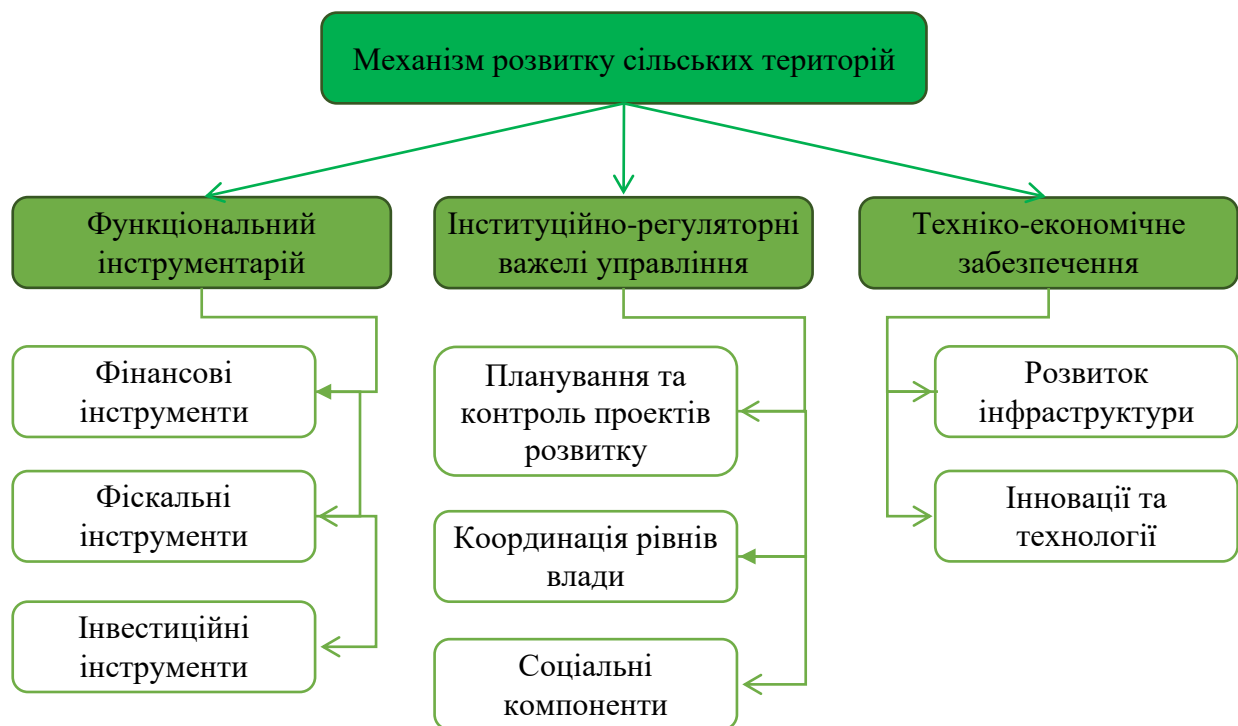 Механізм розвитку сільських територій
Функціональний
інструментарій
Інституційно-регуляторні
важелі управління
Техніко-економічне
забезпечення
Фінансові
інструменти
Фіскальні
інструменти
Інвестиційні
інструменти
Планування та
контроль проектів
розвитку
Координація рівнів
влади
Соціальні
компоненти
Розвиток
інфраструктури
Інновації та
технології